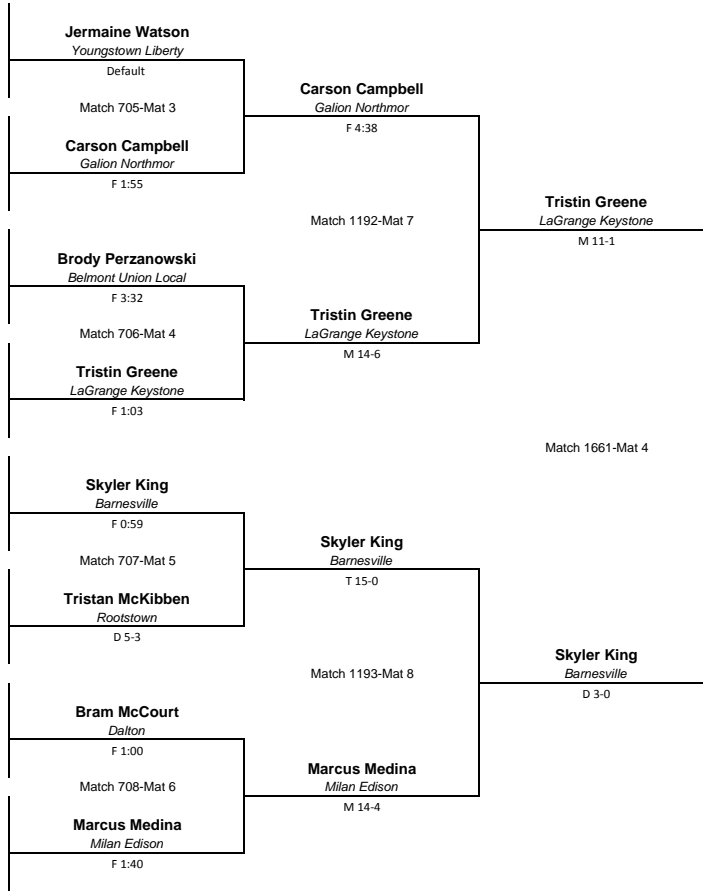 Jermaine Watson
Youngstown Liberty
Default
Match 705-Mat 3
Carson Campbell
Galion Northmor
F 1:55
Carson Campbell
Galion Northmor
F 4:38
Match 1192-Mat 7
Brody Perzanowski
Belmont Union Local
F 3:32
Match 706-Mat 4
Tristin Greene
LaGrange Keystone
F 1:03
Tristin Greene
LaGrange Keystone
M 14-6
Tristin Greene
LaGrange Keystone
M 11-1
Match 1661-Mat 4
Skyler King
Barnesville
F 0:59
Match 707-Mat 5
Tristan McKibben
Rootstown
D 5-3
Skyler King
Barnesville
T 15-0
Match 1193-Mat 8
Bram McCourt
Dalton
F 1:00
Match 708-Mat 6
Marcus Medina
Milan Edison
F 1:40
Marcus Medina
Milan Edison
M 14-4
Skyler King
Barnesville
D 3-0